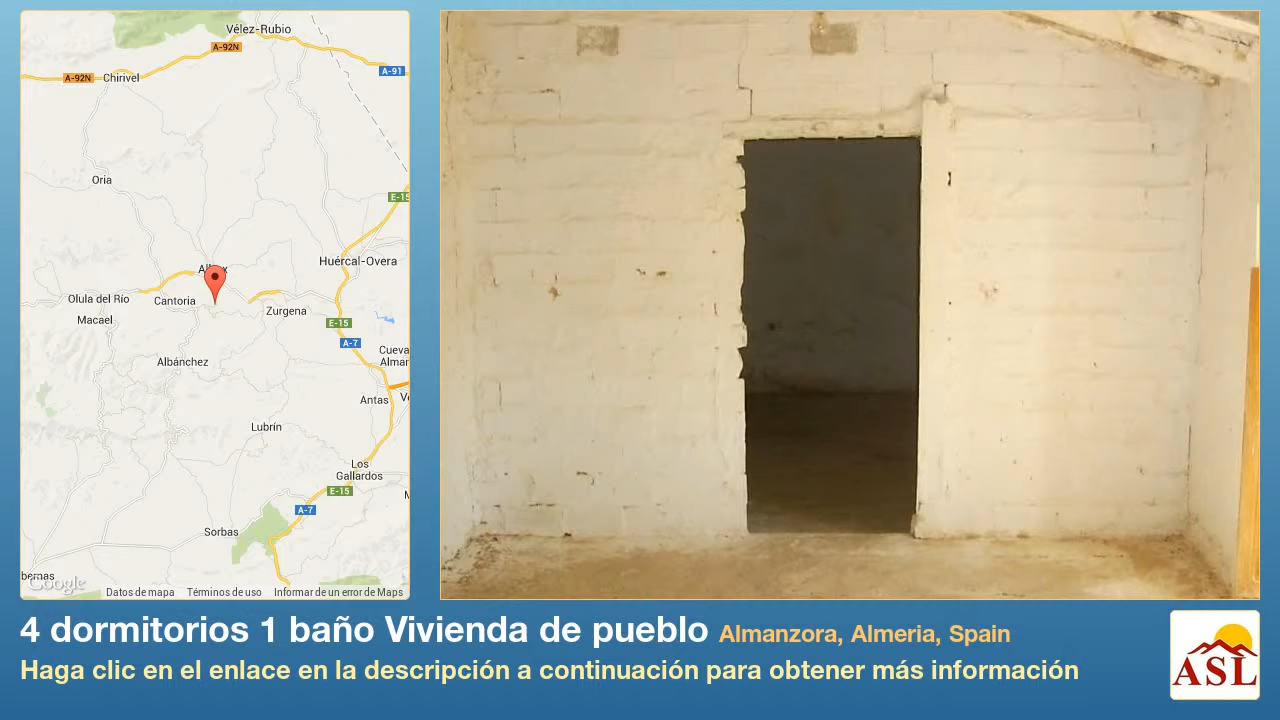 Vélez-Rubio
A-92N
A-91
A-92N
Chirivel
Oria
E-15
Huércal-Overa
Olula del Río
Cantoria
Zurgena
Macael
E-15
A-7
Albánchez
Antas
Lubrín
Los
Gallardos
E-15
A-7
Sorbas
Google
Datos de mapa Términos de uso Informar de un error de Maps
4 dormitorios 1 baño Vivienda de pueblo Almanzora, Almeria, Spain
Haga clic en el enlace en la descripción a continuación para obtener más información
ASL